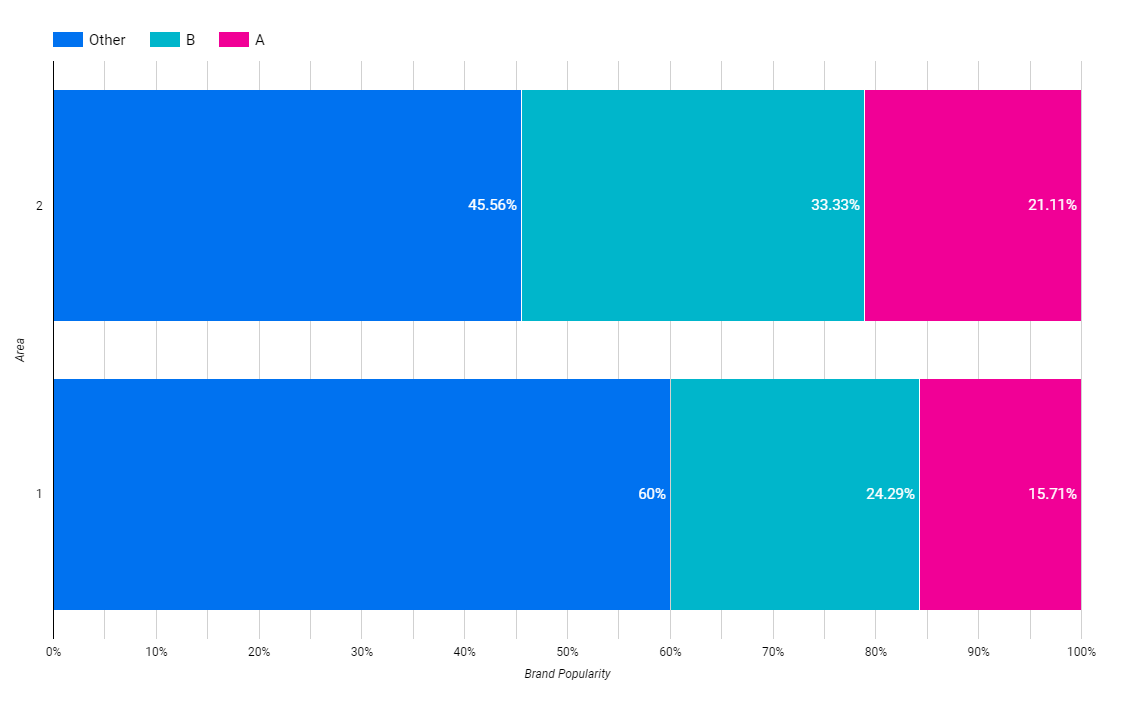 Other B A
2
45.56% 33.33% 21.11%
Area
1
60% 24.29% 15.71%
0% 10% 20% 30% 40% 50% 60% 70% 80% 90% 100%
Brand Popularity